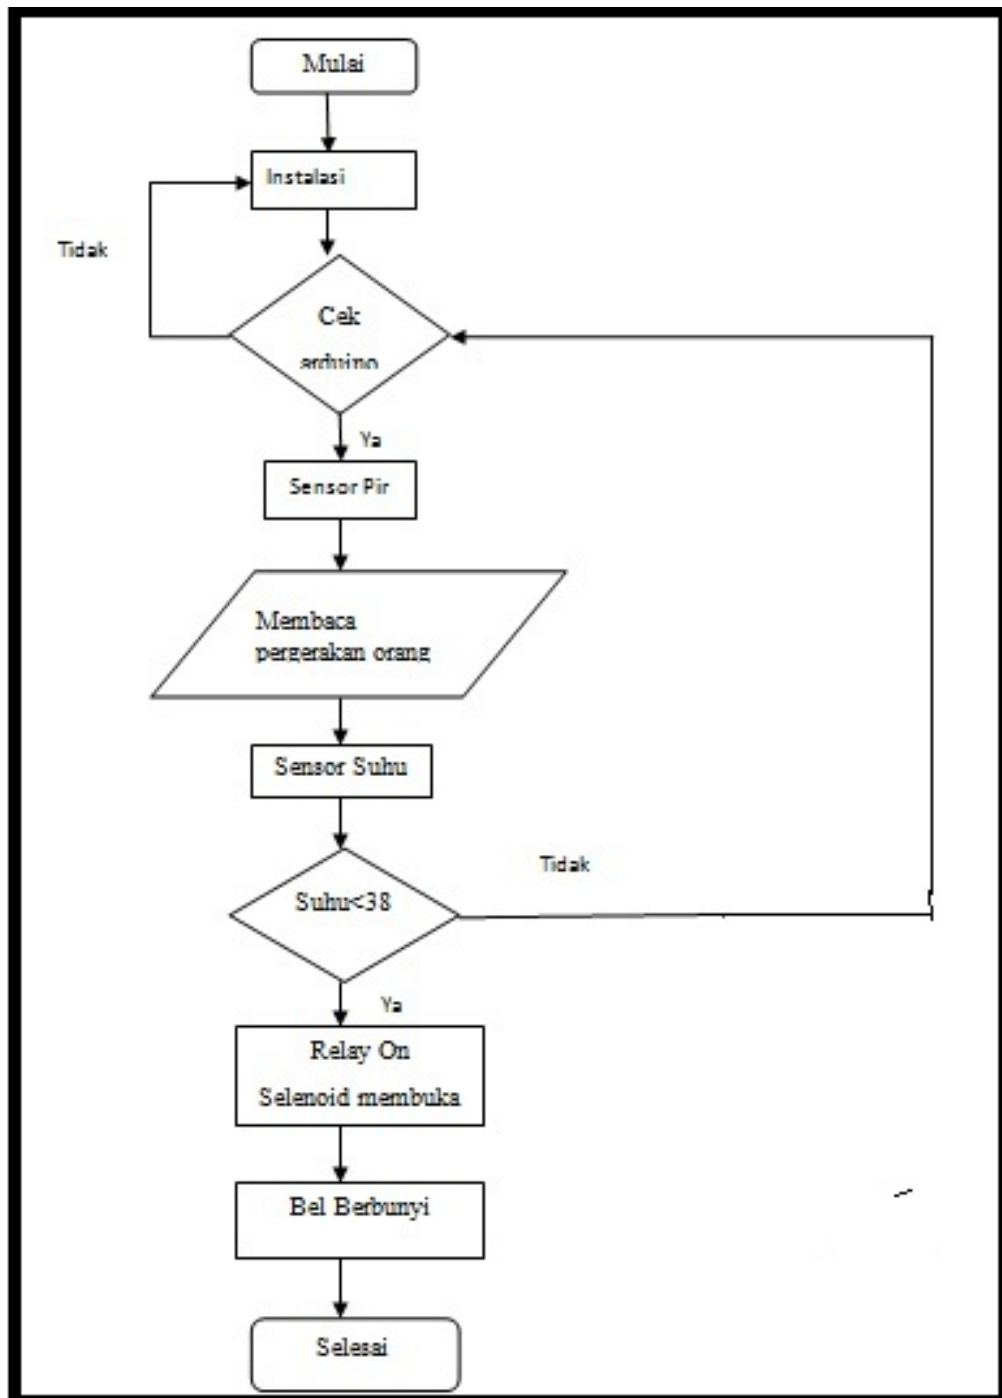 Mulai
Instalasi
Tidak
Cek
arduino
Ya
Sensor Pir
Membaca
pergerakan orang
Sensor Suhu
Suhu<38
Tidak
Ya
Relay On
Selenoid membuka
Bel Berbunyi
Selesai